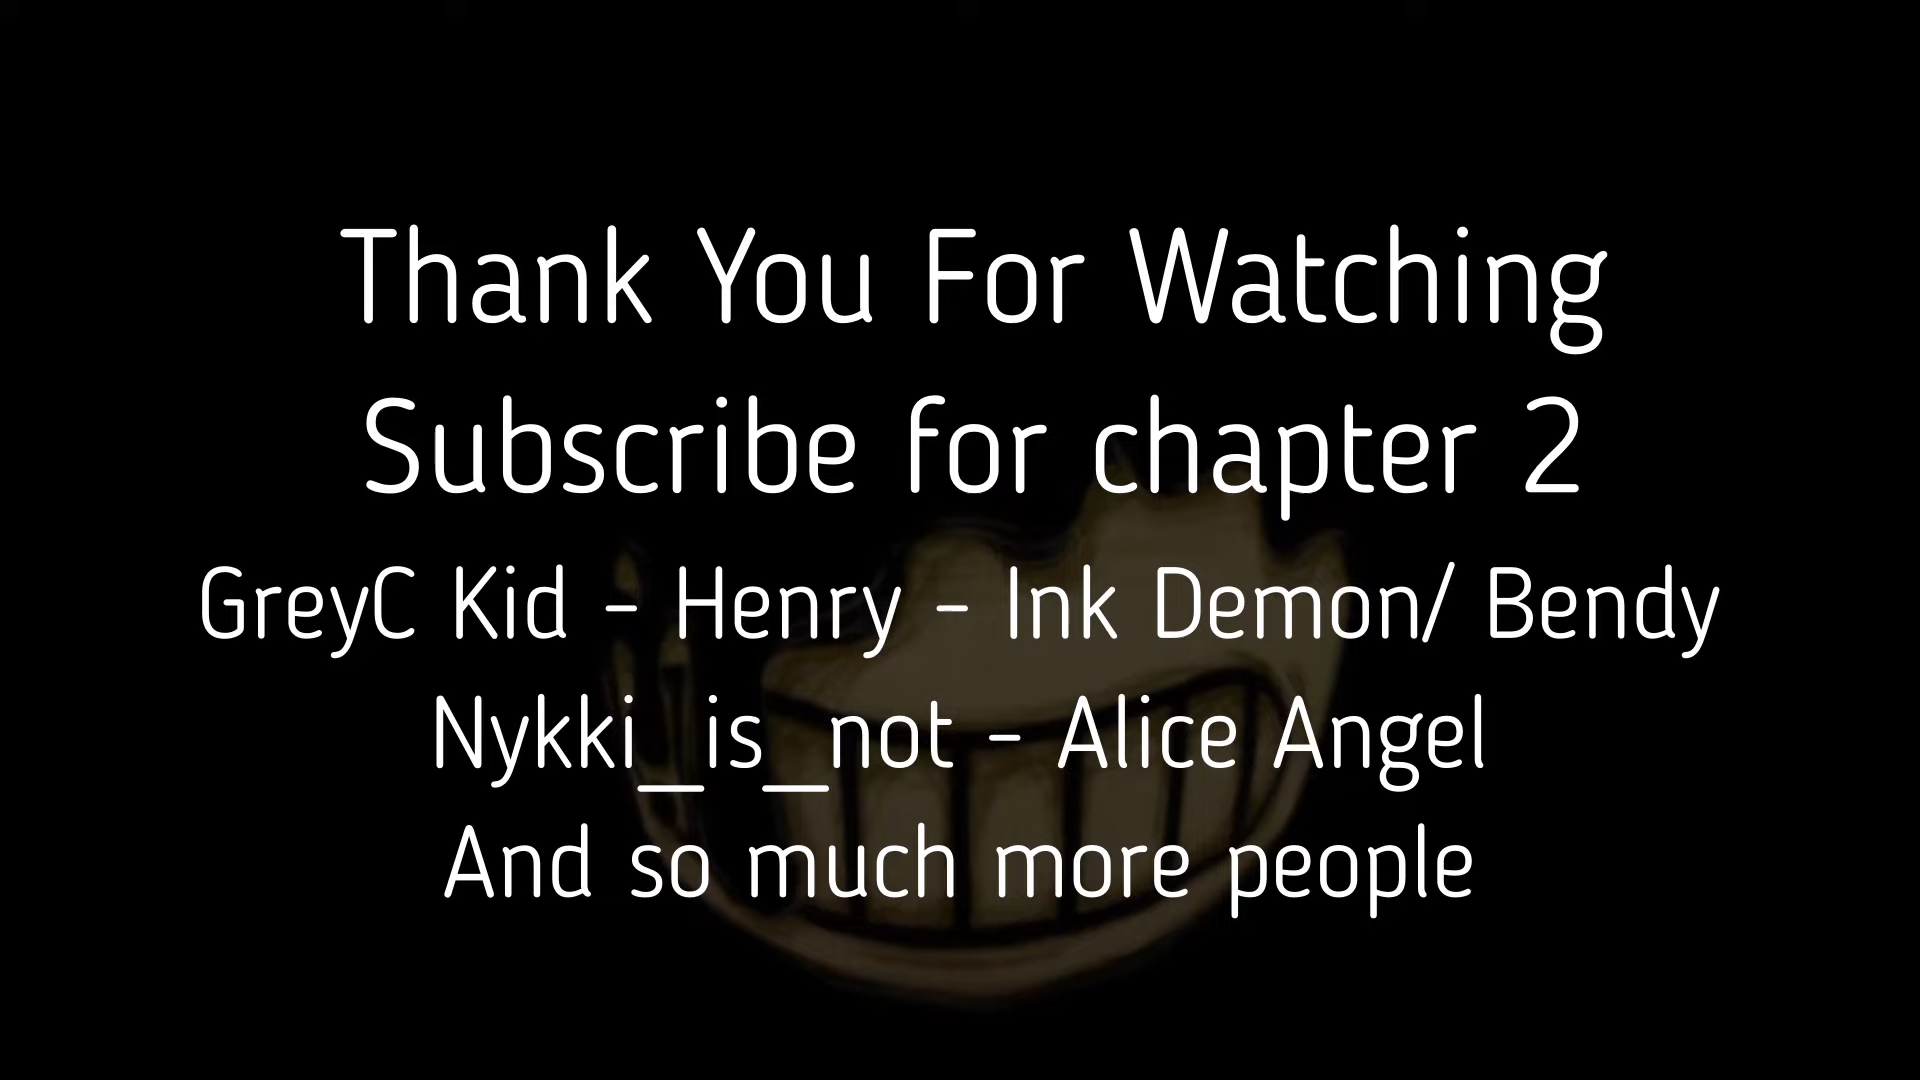 Thank You For Watching
Subscribe for chapter 2
GreyC Kid - Henry - Ink Demon/ Bendy
Nykki_is_not - Alice Angel
And so much more people